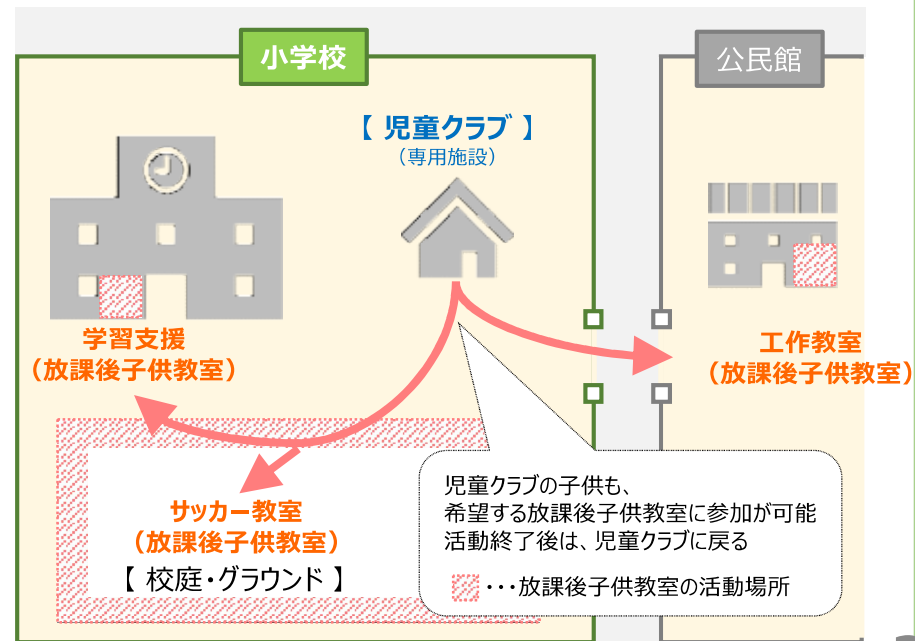 小学校
公民館
【 児童クラブ 】
（専用施設）
学習支援
（放課後子供教室）
工作教室
（放課後子供教室）
サッカー教室
（放課後子供教室）
【 校庭・グラウンド 】
児童クラブの子供も、
希望する放課後子供教室に参加が可能
活動終了後は、児童クラブに戻る
・・・放課後子供教室の活動場所